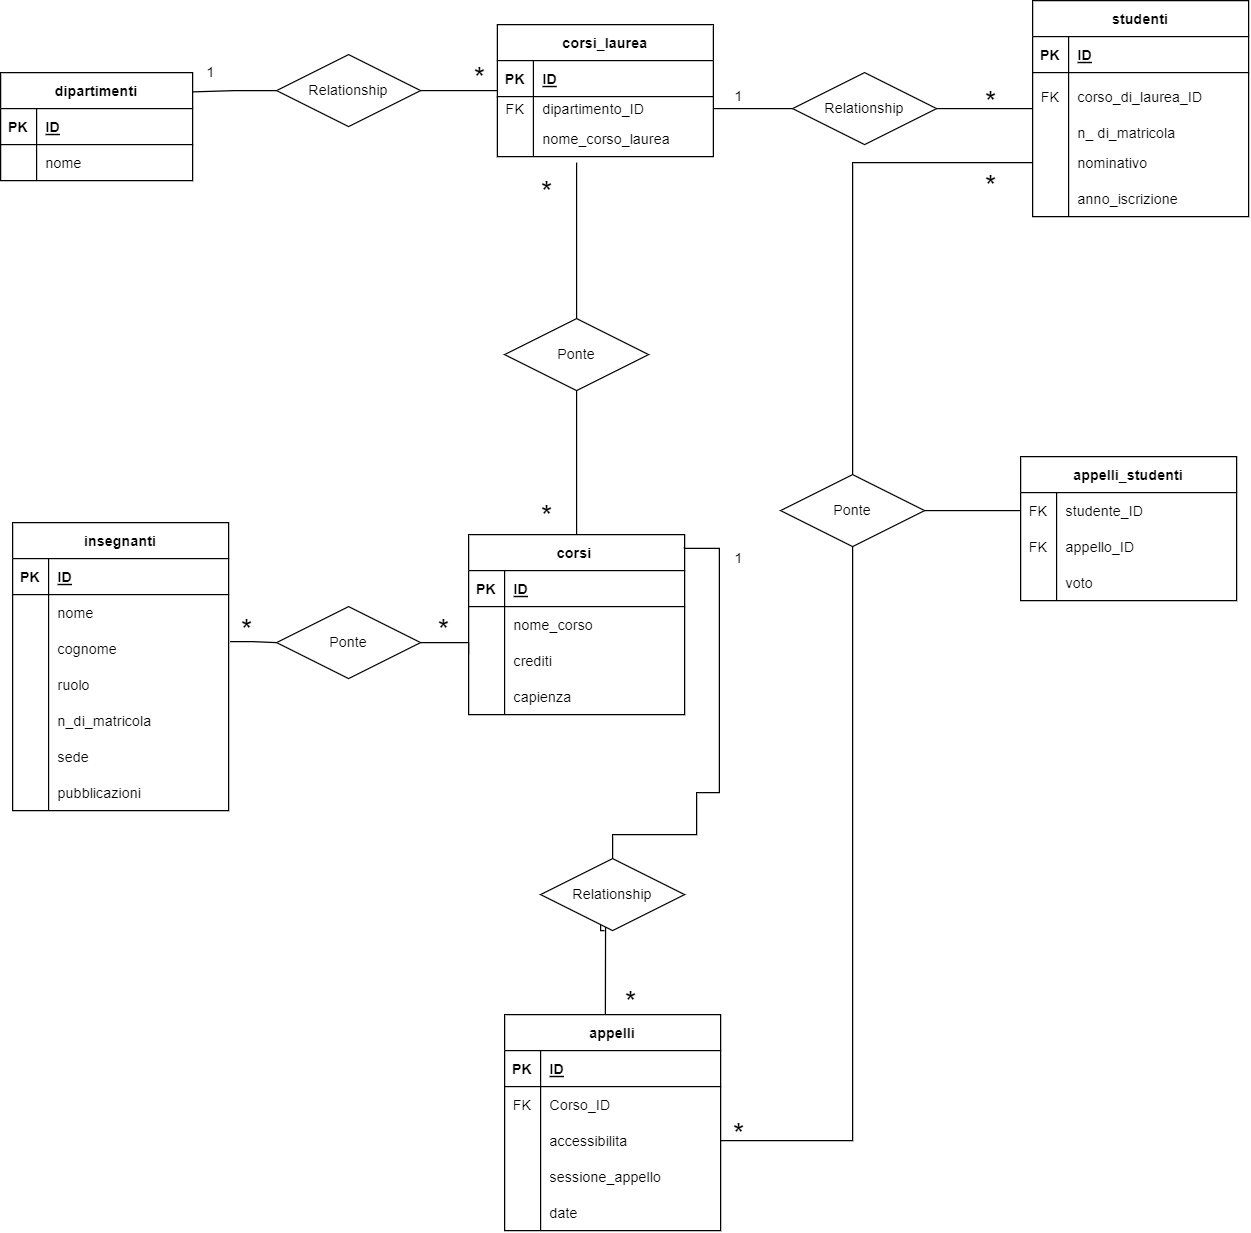 dipartimenti
PK ID
nome
1
Relationship
*
corsi_laurea
PK ID
FK dipartimento_ID
nome_corso_laurea
1
Relationship
*
studenti
PK ID
FK corso_di_laurea_ID
n_ di_matricola
nominativo
anno_iscrizione
*
*
Ponte
*
Ponte
appelli_studenti
FK studente_ID
FK appello_ID
voto
insegnanti
PK ID
nome
cognome
ruolo
n_di_matricola
sede
pubblicazioni
*
Ponte
*
corsi
PK ID
nome_corso
crediti
capienza
1
Relationship
*
appelli
PK ID
FK Corso_ID
accessibilita
sessione_appello
date
*